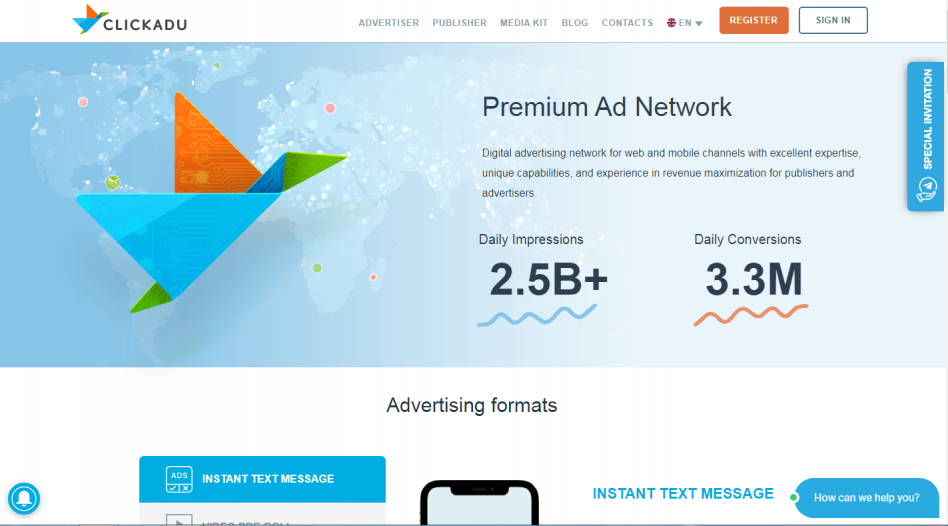 CLICKADU
ADVERTISER PUBLISHER MEDIA KIT BLOG CONTACTS EN REGISTER SIGN IN
SPECIAL INVITATION
Premium Ad Network
Digital advertising network for web and mobile channels with excellent expertise,
unique capabilities, and experience in revenue maximization for publishers and
advertisers.
Daily Impressions
2.5B+
Daily Conversions
3.3M
Advertising formats
ADS
INSTANT TEXT MESSAGE
VIDEO PRE-ROLL
INSTANT TEXT MESSAGE
How can we help you?